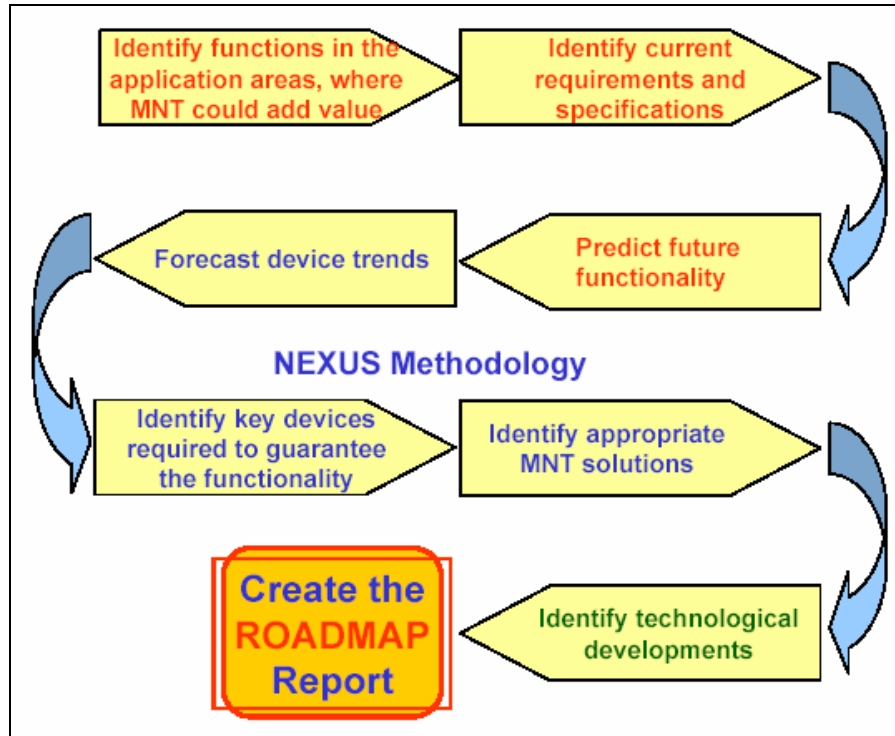 Identify functions in the
application areas, where
MNT could add value
Identify current
requirements and
specifications
Predict future
functionality
Forecast device trends
NEXUS Methodology
Identify key devices
required to guarantee
the functionality
Identify appropriate
MNT solutions
Identify technological
developments
Create the
ROADMAP
Report